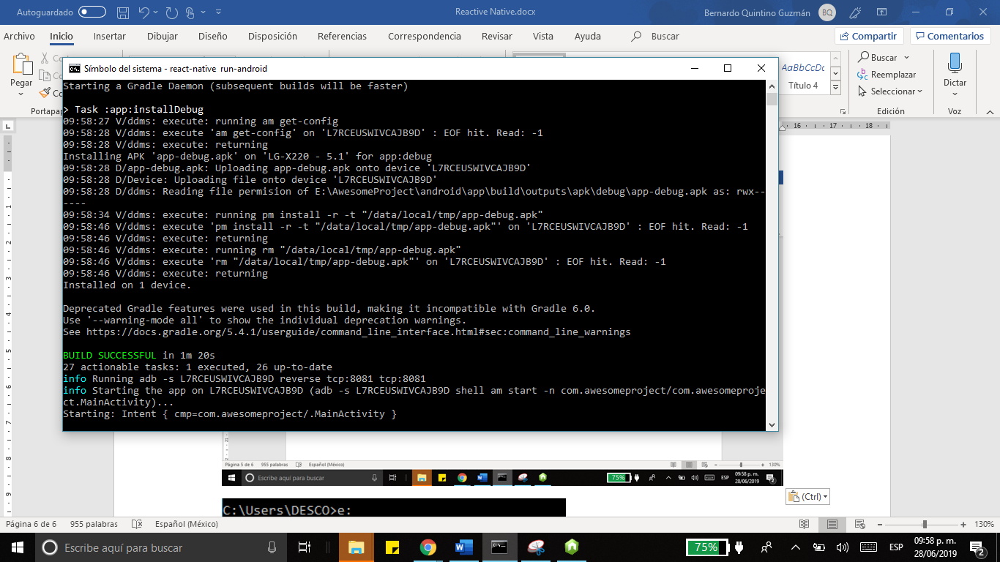 Autoguardado
Reactive Native.docx
Bernardo Quintino Guzmán
BQ
Archivo Inicio Insertar Dibujar Diseño Disposición Referencias Correspondencia Revisar Vista Ayuda Buscar
Compartir
Comentarios
Pegar
Portapap
AaBbCcDc
Título 4
Buscar
Reemplazar
Seleccionar
Edición
Dictar
Voz
Símbolo del sistema - react-native run-android
Starting a Gradle Daemon (subsequent builds will be faster)
> Task :app:installDebug
09:58:27 V/ddms: execute: running am get-config
09:58:28 V/ddms: execute 'am get-config' on 'L7RCEUSWIVCAJB9D' : EOF hit. Read: -1
09:58:28 V/ddms: execute: returning
Installing APK 'app-debug.apk' on 'LG-X220 - 5.1' for app:debug
09:58:28 D/app-debug.apk: Uploading app-debug.apk onto device 'L7RCEUSWIVCAJB9D'
09:58:28 D/Device: Uploading file onto device 'L7RCEUSWIVCAJB9D'
09:58:28 D/ddms: Reading file permision of E:\AwesomeProject\android\app\build\outputs\apk\debug\app-debug.apk as: rwx--
----
09:58:34 V/ddms: execute: running pm install -r -t "/data/local/tmp/app-debug.apk"
09:58:46 V/ddms: execute 'pm install -r -t "/data/local/tmp/app-debug.apk"' on 'L7RCEUSWIVCAJB9D' : EOF hit. Read: -1
09:58:46 V/ddms: execute: returning
09:58:46 V/ddms: execute: running rm "/data/local/tmp/app-debug.apk"
09:58:46 V/ddms: execute 'rm "/data/local/tmp/app-debug.apk"' on 'L7RCEUSWIVCAJB9D' : EOF hit. Read: -1
09:58:46 V/ddms: execute: returning
Installed on 1 device.
Deprecated Gradle features were used in this build, making it incompatible with Gradle 6.0.
Use '--warning-mode all' to show the individual deprecation warnings.
See https://docs.gradle.org/5.4.1/userguide/command_line_interface.html#sec:command_line_warnings
BUILD SUCCESSFUL in 1m 20s
27 actionable tasks: 1 executed, 26 up-to-date
info Running adb -s L7RCEUSWIVCAJB9D reverse tcp:8081 tcp:8081
info Starting the app on L7RCEUSWIVCAJB9D (adb -s L7RCEUSWIVCAJB9D shell am start -n com.awesomeproject/com.awesomeproje
ct.MainActivity)...
Starting: Intent { cmp=com.awesomeproject/.MainActivity }
16 17 18
1
2
3
4
5
6
7
8
9
Página 5 de 6 955 palabras Español (México) 130%
Escribe aquí para buscar 75% ESP 09:58 p. m.
28/06/2019 2
(Ctrl)
C:\Users\DESCO>e:
Página 6 de 6 955 palabras Español (México) 130%
Escribe aquí para buscar 75% ESP 09:58 p. m.
28/06/2019 2